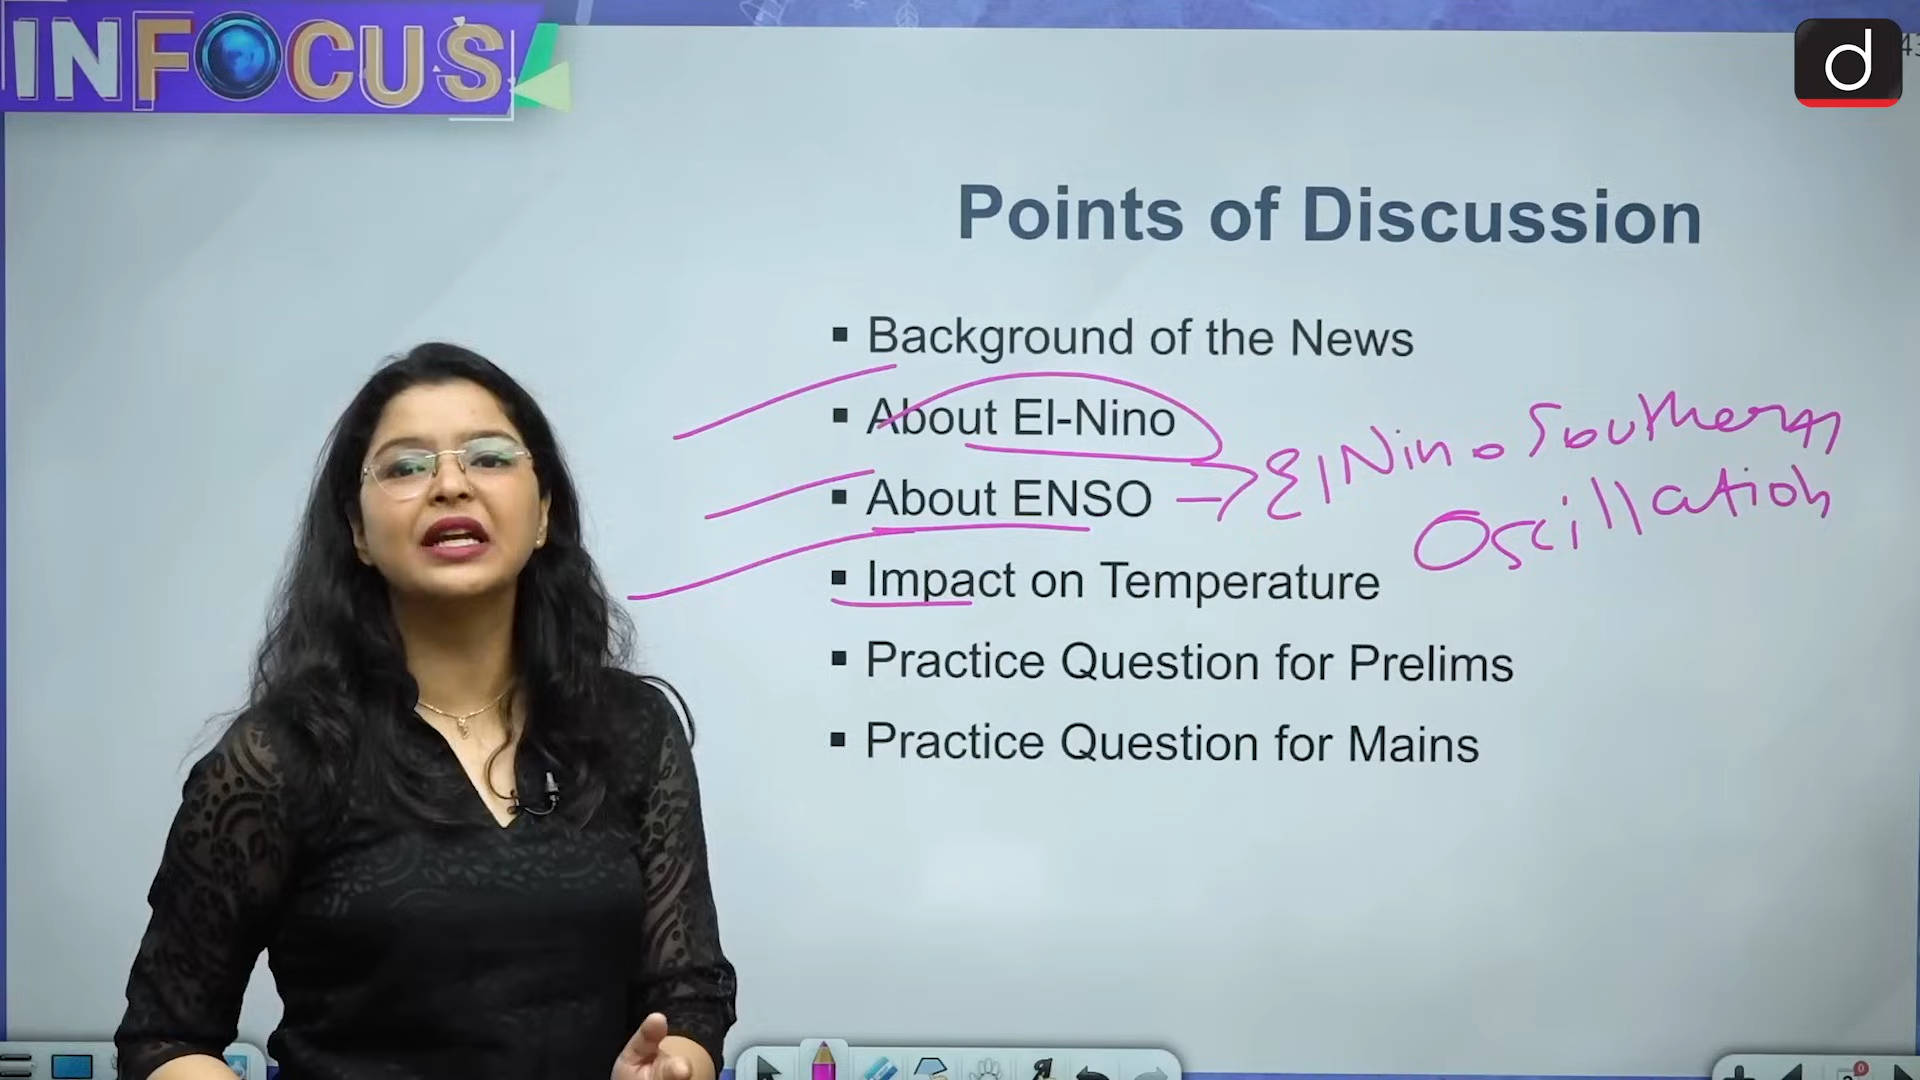 INFOCUS
d
Points of Discussion
▪ Background of the News
▪ About El-Nino
▪ About ENSO → El Nino Southern
Oscillation
▪ Impact on Temperature
▪ Practice Question for Prelims
▪ Practice Question for Mains